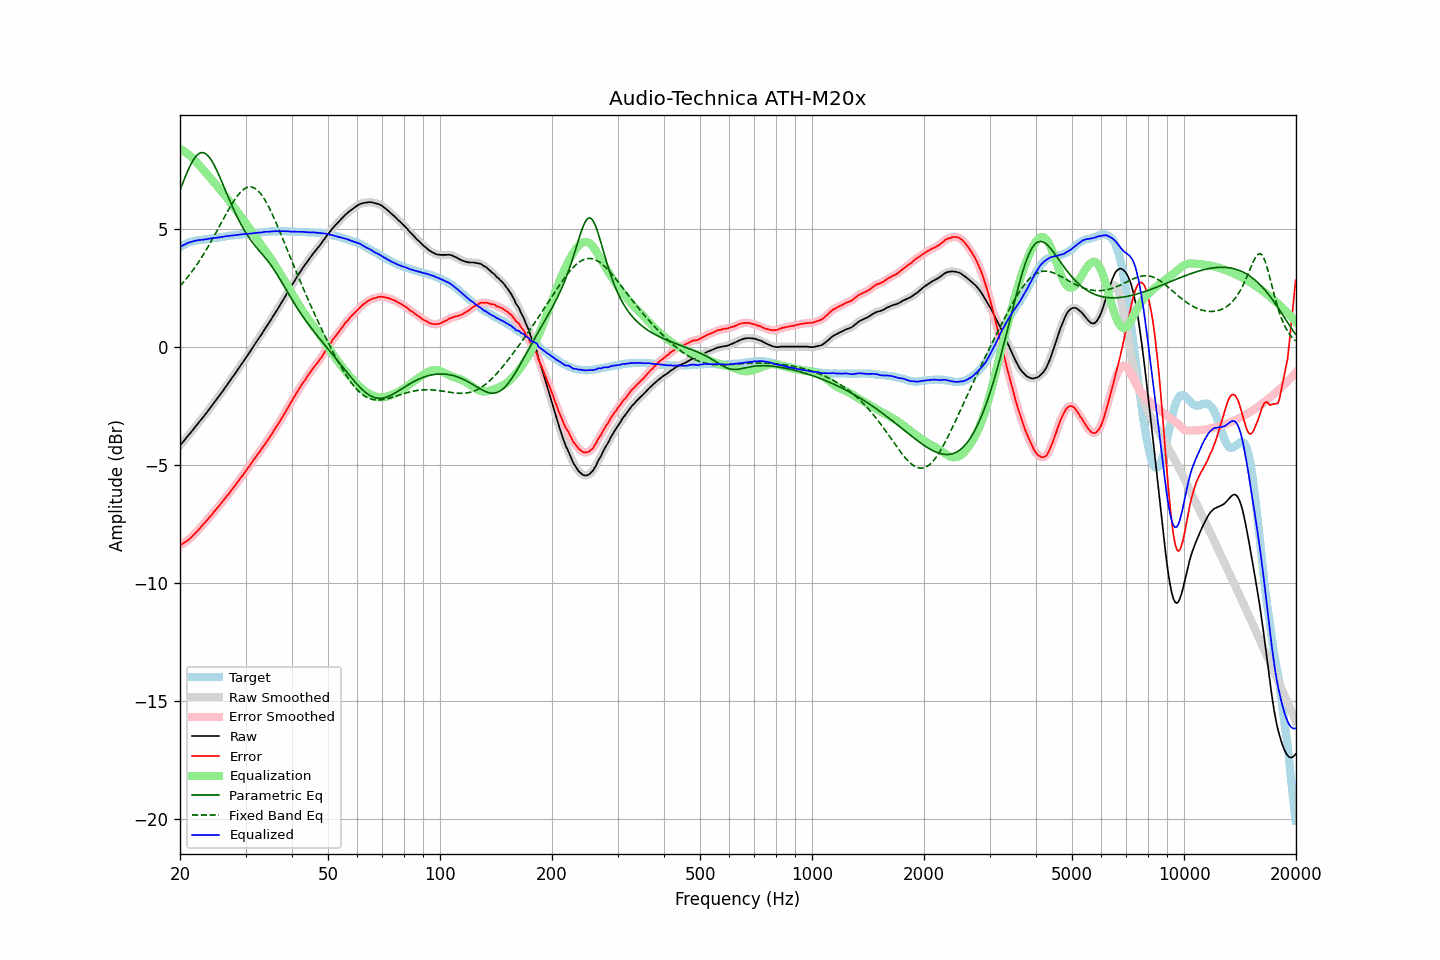 Audio-Technica ATH-M20x
Amplitude (dBr)
5
0
−5
−10
−15
−20
Target
Raw Smoothed
Error Smoothed
Raw
Error
Equalization
Parametric Eq
Fixed Band Eq
Equalized
20 50 100 200 500 1000 2000 5000 10000 20000
Frequency (Hz)